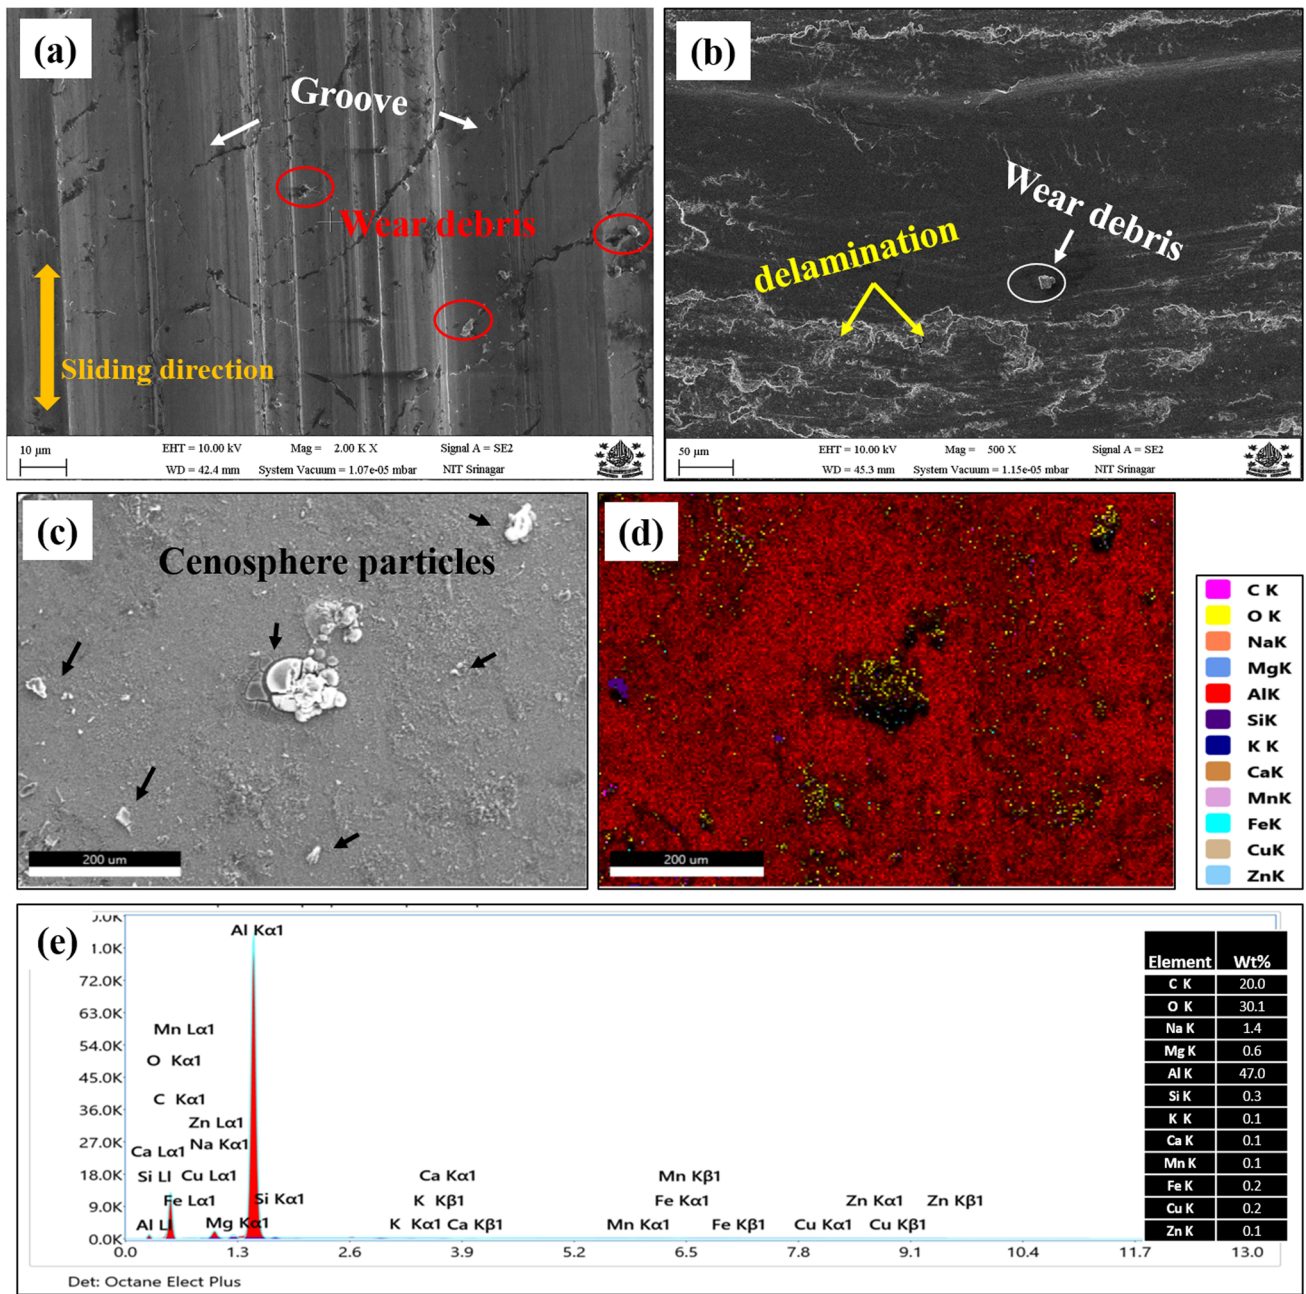 (a)
Groove
Wear debris
Sliding direction
10 µm
EHT = 10.00 kV
Mag = 2.00 K X
Signal A = SE2
WD = 42.4 mm
System Vacuum = 1.07e-05 mbar
NIT Srinagar
(b)
Wear debris
delamination
50 µm
EHT = 10.00 kV
Mag = 500 X
Signal A = SE2
WD = 45.3 mm
System Vacuum = 1.15e-05 mbar
NIT Srinagar
(c)
Cenosphere particles
200 um
(d)
200 um
C K
O K
NaK
MgK
AlK
SiK
K K
CaK
MnK
FeK
CuK
ZnK
(e)
Al Kα1
1.0K
72.0K
63.0K
54.0K
45.0K
36.0K
27.0K
18.0K
9.0K
0.0K
Mn Lα1
O Kα1
C Kα1
Zn Lα1
Ca Lα1
Na Kα1
Si Ll
Cu Lα1
Fe Lα1
Si Kα1
Al Ll
Mg Kα1
Ca Kα1
K Kβ1
K Kα1
Ca Kβ1
Mn Kβ1
Fe Kα1
Mn Kα1
Fe Kβ1
Zn Kα1
Zn Kβ1
Cu Kα1
Cu Kβ1
0.0 1.3 2.6 3.9 5.2 6.5 7.8 9.1 10.4 11.7 13.0
Det: Octane Elect Plus
Element Wt%
C K 20.0
O K 30.1
Na K 1.4
Mg K 0.6
Al K 47.0
Si K 0.3
K K 0.1
Ca K 0.1
Mn K 0.1
Fe K 0.2
Cu K 0.2
Zn K 0.1